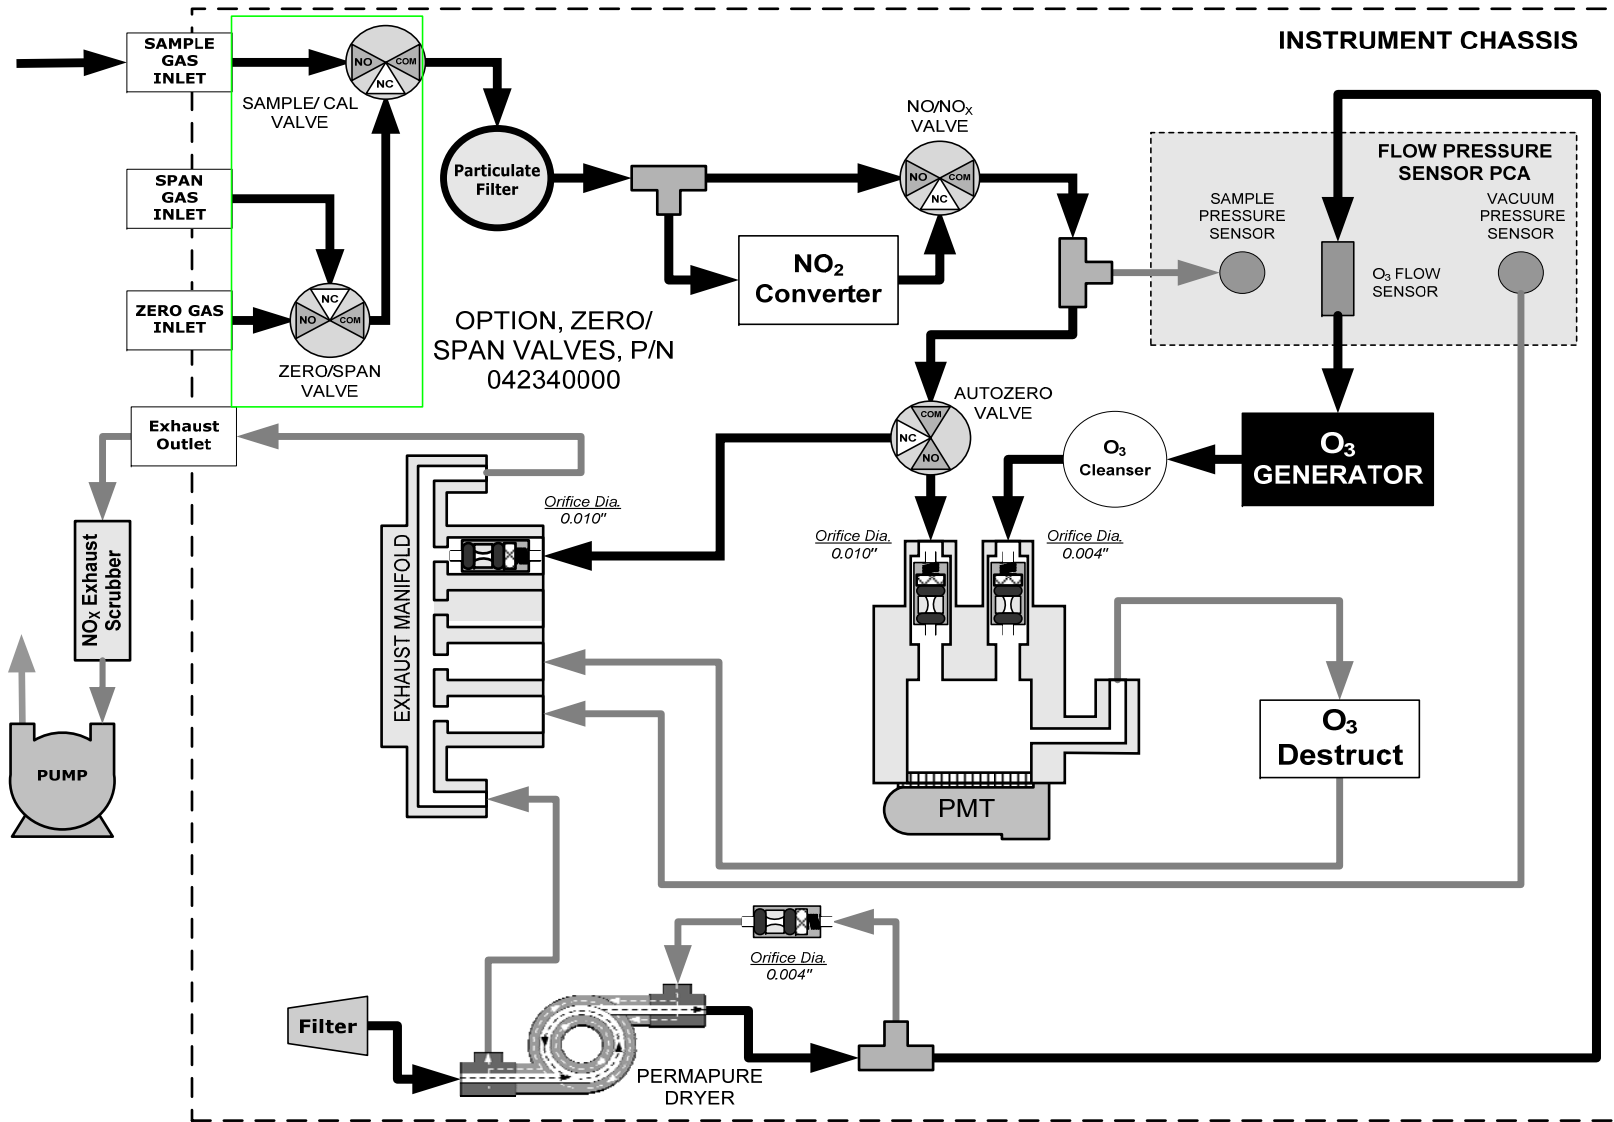 INSTRUMENT CHASSIS
SAMPLE
GAS
INLET
NO
COM
NC
SAMPLE/ CAL
VALVE
SPAN
GAS
INLET
ZERO GAS
INLET
NC
NO
COM
ZERO/SPAN
VALVE
OPTION, ZERO/
SPAN VALVES, P/N
042340000
Particulate
Filter
NO/NOX
VALVE
NO
COM
NC
NO2
Converter
FLOW PRESSURE
SENSOR PCA
SAMPLE
PRESSURE
SENSOR
VACUUM
PRESSURE
SENSOR
O3 FLOW
SENSOR
AUTOZERO
VALVE
COM
NC
NO
O3
Cleanser
O3
GENERATOR
Exhaust
Outlet
Orifice Dia.
0.010"
Orifice Dia.
0.010"
Orifice Dia.
0.004"
NOX Exhaust
Scrubber
EXHAUST MANIFOLD
PUMP
PMT
O3
Destruct
Orifice Dia.
0.004"
Filter
PERMAPURE
DRYER